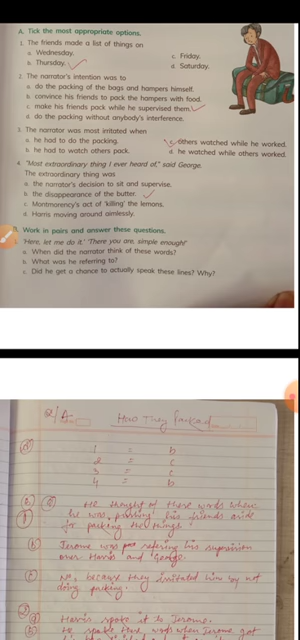 A. Tick the most appropriate options.
1. The friends made a list of things on
a. Wednesday.
c. Friday.
b. Thursday.
d. Saturday.
2. The narrator's intention was to
a. do the packing of the bags and hampers himself.
b. convince his friends to pack the hampers with food.
c. make his friends pack while he supervised them.
d. do the packing without anybody's interference.
3. The narrator was most irritated when
a. he had to do the packing.
c. others watched while he worked.
b. he had to watch others pack.
d. he watched while others worked.
4. "Most extraordinary thing I ever heard of," said George.
The extraordinary thing was
a. the narrator's decision to sit and supervise.
b. the disappearance of the butter.
c. Montmorency's act of 'killing' the lemons.
d. Harris moving around aimlessly.
B. Work in pairs and answer these questions.
'Here, let me do it.' 'There you are, simple enough!'
a. When did the narrator think of these words?
b. What was he referring to?
c. Did he get a chance to actually speak these lines? Why?
Q/A
How They Packed
1 = b
2 = c
3 = c
4 = b
He thought of these words when
he was his friends
for packing the things
(b) Jerome was refering his supervision
over Harris and George.
(c) No, because they irritated him by not
doing packing.
(a) Harris spoke it to Jerome.
(b) He spoke these words when Jerome got